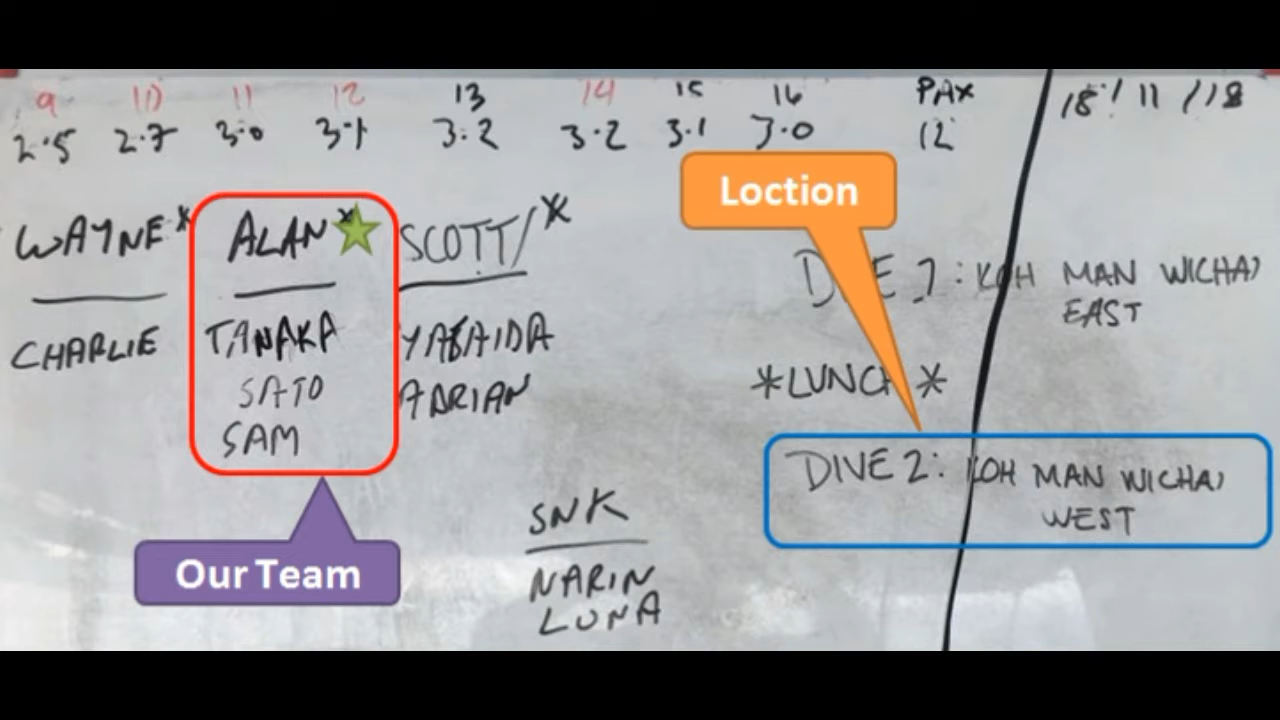 9 10 11 12 13 14 15 16 PAX 18/11/18
2.5 2.7 3.0 3.1 3.2 3.2 3.1 3.0 12
Loction
WAYNE* ALAN* SCOTT/*
DIVE 1: KOH MAN WICHAI
EAST
CHARLIE TANAKA
SATO ADRIAN
SAM
*LUNCH*
DIVE 2: KOH MAN WICHAI
WEST
SNK
Our Team
NARIN
LUNA